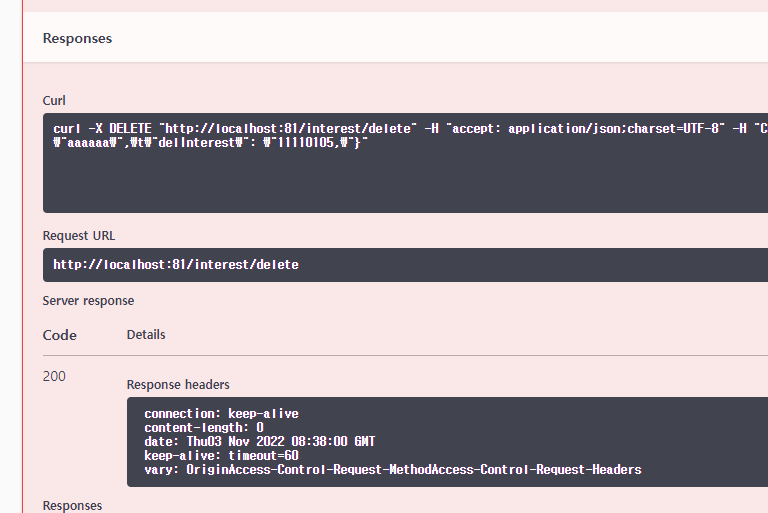 Responses
Curl
curl -X DELETE "http://localhost:81/interest/delete" -H "accept: application/json;charset=UTF-8" -H "C
₩"aaaaaa₩",₩t₩"delInterest₩": ₩"11110105,₩"}"
Request URL
http://localhost:81/interest/delete
Server response
Code Details
200
Response headers
connection: keep-alive
content-length: 0
date: Thu03 Nov 2022 08:38:00 GMT
keep-alive: timeout=60
vary: OriginAccess-Control-Request-MethodAccess-Control-Request-Headers
Responses